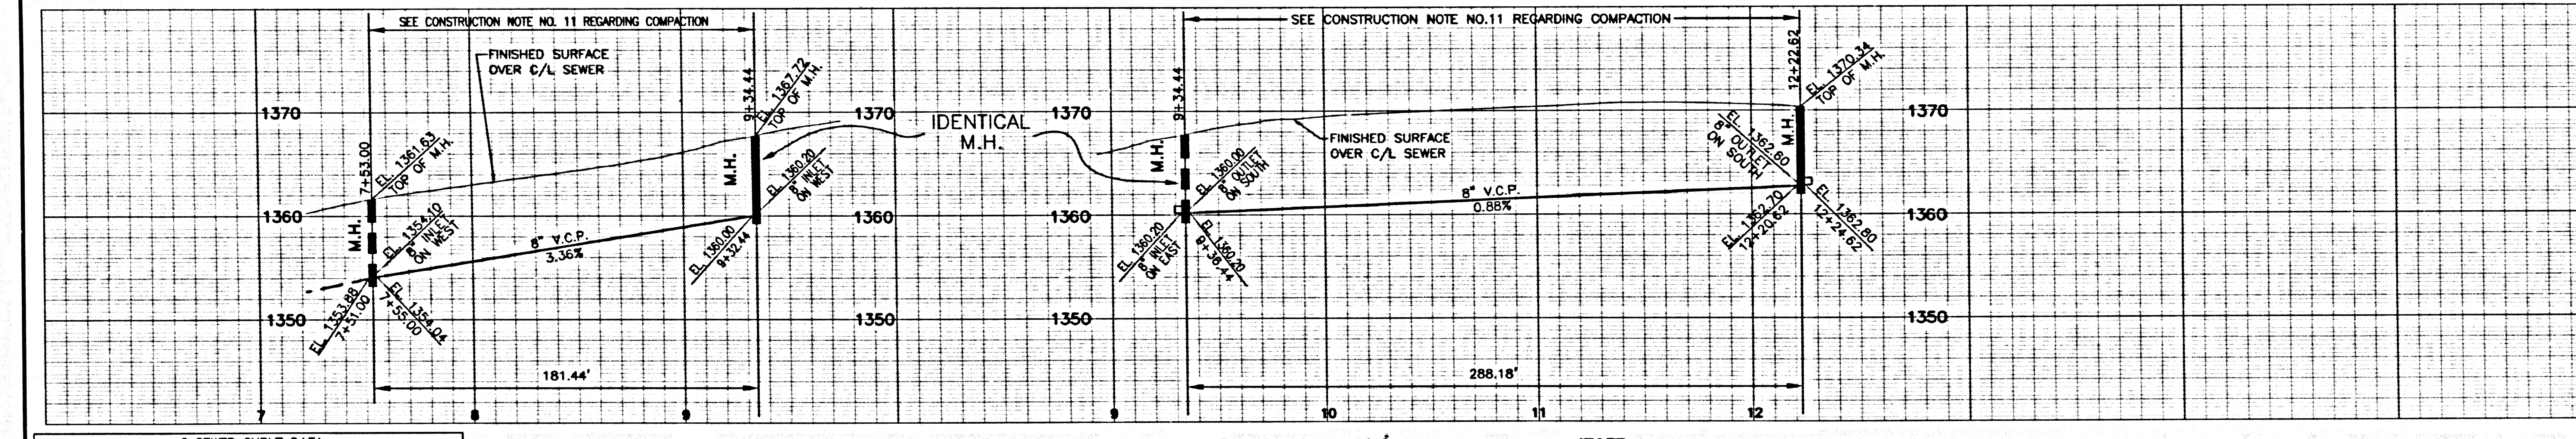 SEE CONSTRUCTION NOTE NO. 11 REGARDING COMPACTION
SEE CONSTRUCTION NOTE NO.11 REGARDING COMPACTION
FINISHED SURFACE
OVER C/L SEWER
7+53.00
EL. 1361.63
TOP OF M.H.
M.H.
EL. 1354.10
8" INLET
ON WEST
EL. 1353.88
7+51.00
EL. 1354.04
7+55.00
8" V.C.P.
3.36%
9+34.44
EL. 1367.72
TOP OF M.H.
M.H.
EL. 1360.20
8" INLET
ON WEST
EL. 1360.00
9+32.44
181.44'
IDENTICAL
M.H.
9+34.44
M.H.
EL. 1360.00
8" OUTLET
ON SOUTH
EL. 1360.20
8" INLET
ON EAST
EL. 1360.20
9+36.44
FINISHED SURFACE
OVER C/L SEWER
8" V.C.P.
0.88%
12+22.62
EL. 1370.34
TOP OF M.H.
M.H.
EL. 1362.80
8" OUTLET
ON SOUTH
EL. 1362.70
12+20.62
EL. 1362.80
12+24.62
288.18'
1370 1370 1370 1370
1360 1360 1360 1360
1350 1350 1350 1350
7 8 9 9 10 11 12